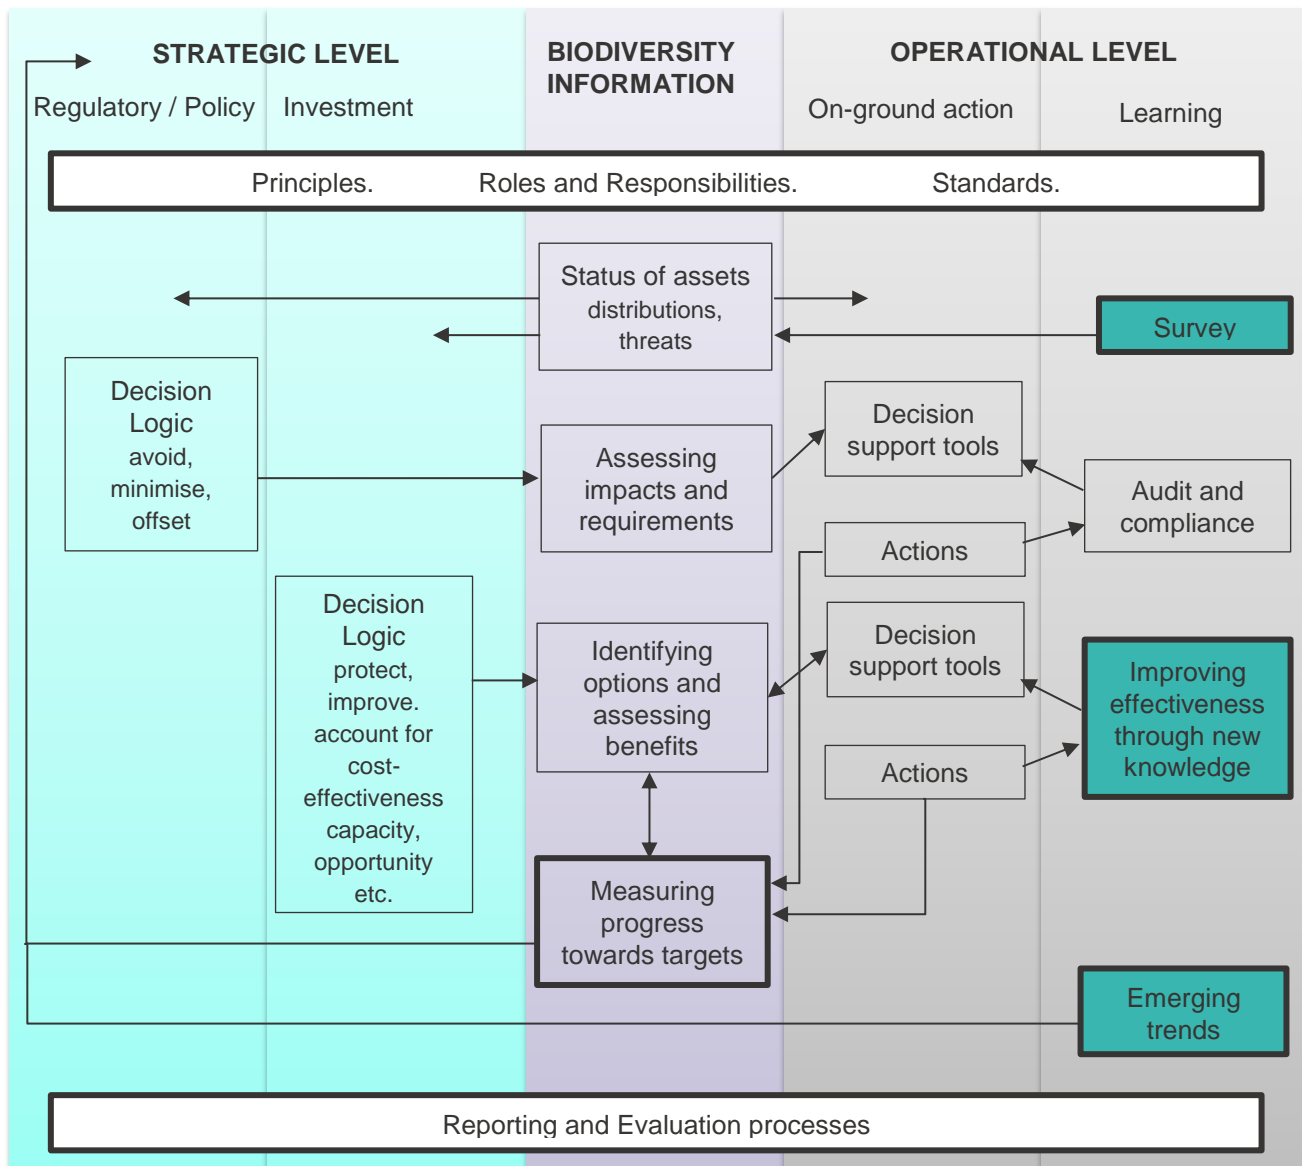 STRATEGIC LEVEL
BIODIVERSITY
INFORMATION
OPERATIONAL LEVEL
Regulatory / Policy
Investment
On-ground action
Learning
Principles. Roles and Responsibilities. Standards.
Status of assets
distributions,
threats
Survey
Decision
Logic
avoid,
minimise,
offset
Assessing
impacts and
requirements
Decision
support tools
Audit and
compliance
Actions
Decision
Logic
protect,
improve.
account for
cost-
effectiveness
capacity,
opportunity
etc.
Identifying
options and
assessing
benefits
Decision
support tools
Improving
effectiveness
through new
knowledge
Actions
Measuring
progress
towards targets
Emerging
trends
Reporting and Evaluation processes